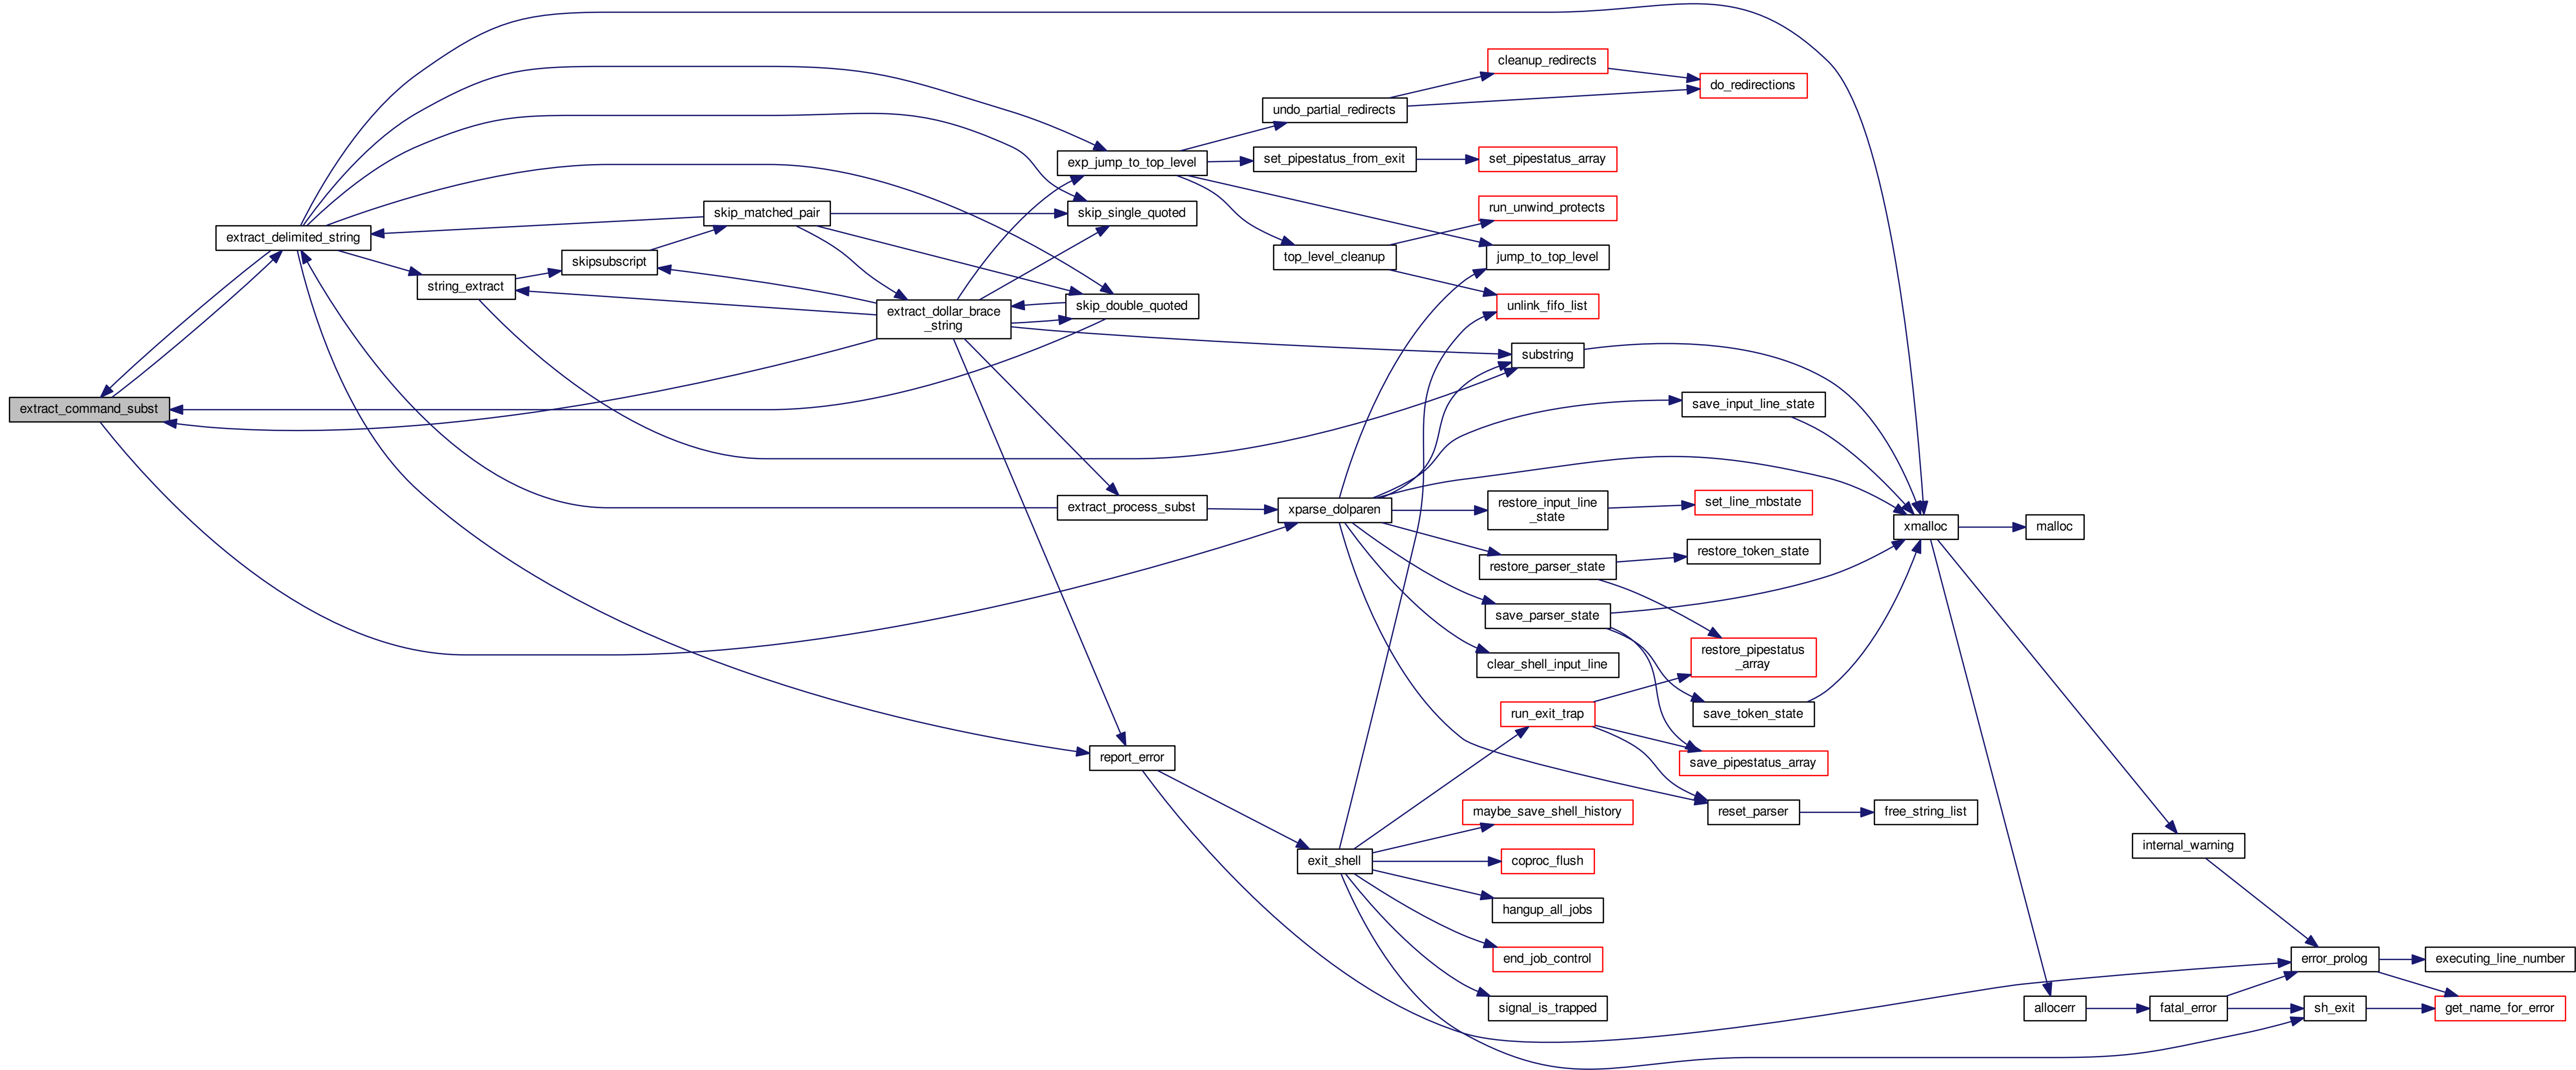 cleanup_redirects
do_redirections
undo_partial_redirects
exp_jump_to_top_level
set_pipestatus_from_exit
set_pipestatus_array
skip_matched_pair
skip_single_quoted
run_unwind_protects
extract_delimited_string
skipsubscript
top_level_cleanup
jump_to_top_level
string_extract
extract_dollar_brace
_string
skip_double_quoted
unlink_fifo_list
substring
extract_command_subst
save_input_line_state
extract_process_subst
xparse_dolparen
restore_input_line
_state
set_line_mbstate
xmalloc
malloc
restore_parser_state
restore_token_state
save_parser_state
clear_shell_input_line
restore_pipestatus
_array
run_exit_trap
save_token_state
report_error
save_pipestatus_array
maybe_save_shell_history
reset_parser
free_string_list
exit_shell
coproc_flush
internal_warning
hangup_all_jobs
end_job_control
error_prolog
executing_line_number
signal_is_trapped
allocerr
fatal_error
sh_exit
get_name_for_error